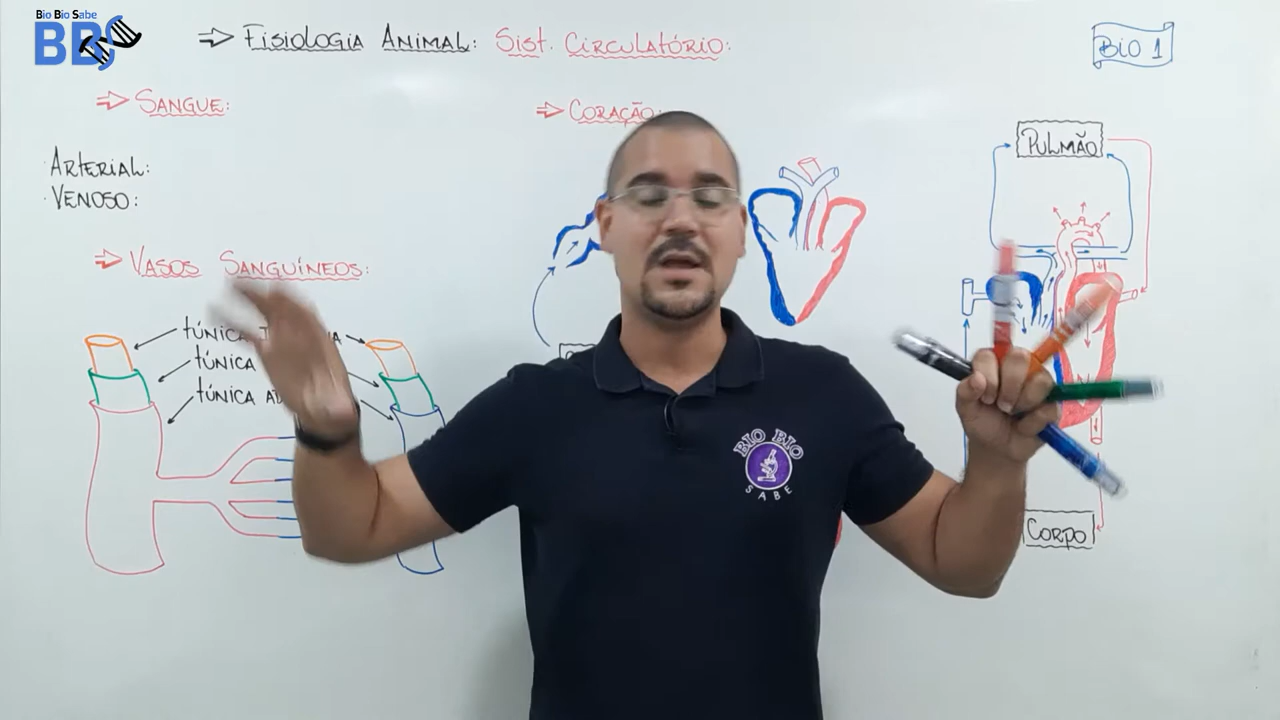 Bio Bio Sabe
BBS
⇒ Fisiologia Animal: Sist. Circulatório:
Bio 1
⇒ Sangue:
⇒ Coração:
Pulmão
· Arterial:
· Venoso:
⇒ Vasos Sanguíneos:
túnica
túnica
túnica
BIO BIO
SABE
Corpo